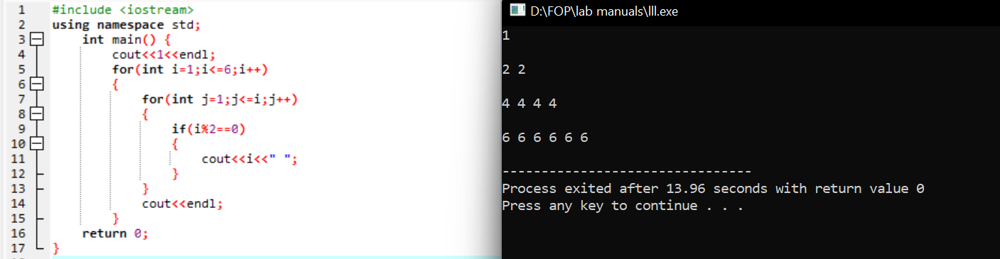 1 #include <iostream>
2 using namespace std;
3 int main() {
4 cout<<1<<endl;
5 for(int i=1;i<=6;i++)
6 {
7 for(int j=1;j<=i;j++)
8 {
9 if(i%2==0)
10 {
11 cout<<i<<" ";
12 }
13 }
14 cout<<endl;
15 }
16 return 0;
17 }
D:\FOP\lab manuals\lll.exe
1
2 2
4 4 4 4
6 6 6 6 6 6
--------------------------------
Process exited after 13.96 seconds with return value 0
Press any key to continue . . .